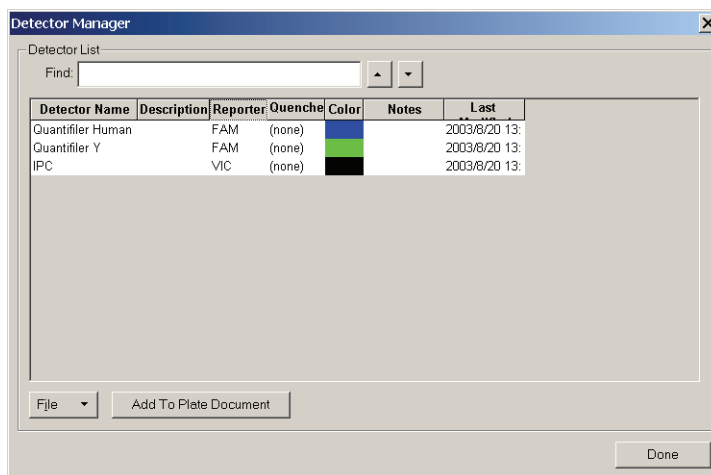 Detector Manager
Detector List
Find:
Detector Name Description Reporter Quenche Color Notes Last
Quantifiler Human FAM (none) 2003/8/20 13:
Quantifiler Y FAM (none) 2003/8/20 13:
IPC VIC (none) 2003/8/20 13:
File Add To Plate Document
Done